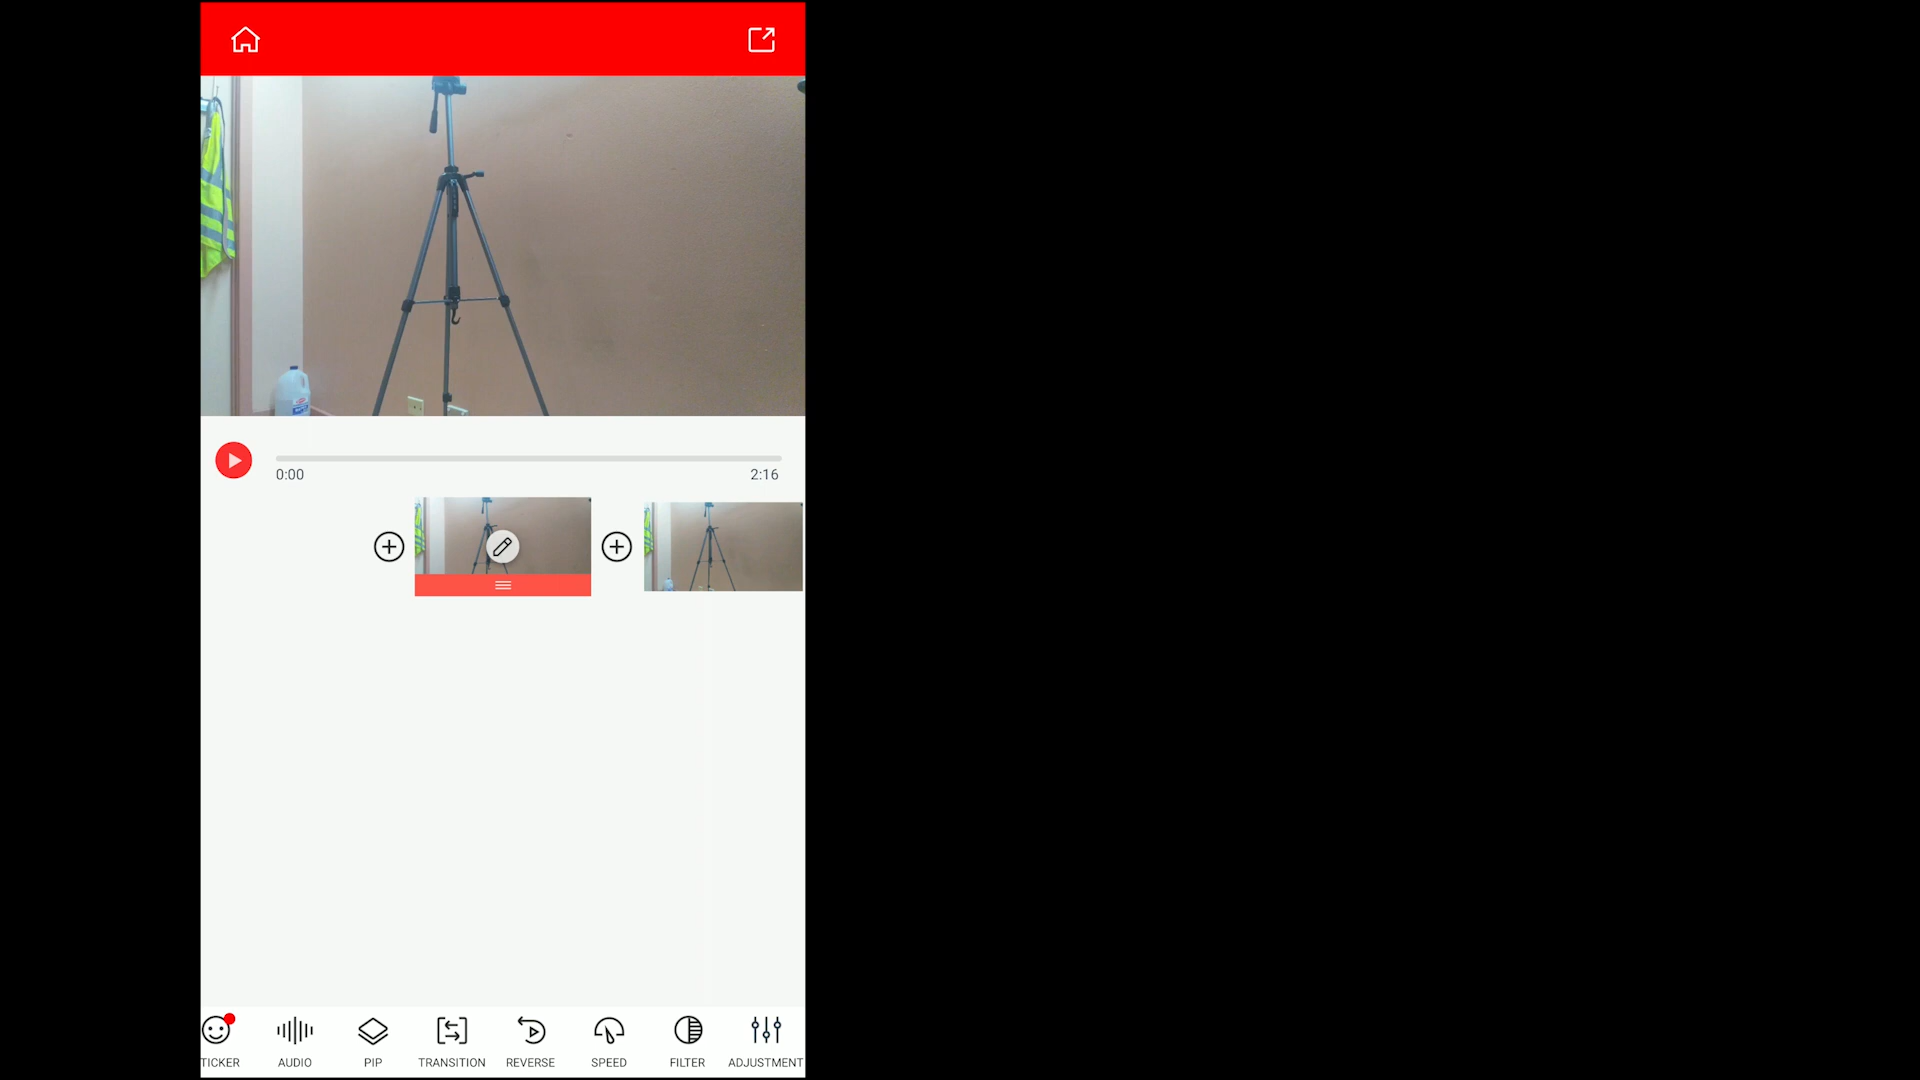 0:00 2:16
TICKER AUDIO PIP TRANSITION REVERSE SPEED FILTER ADJUSTMENT